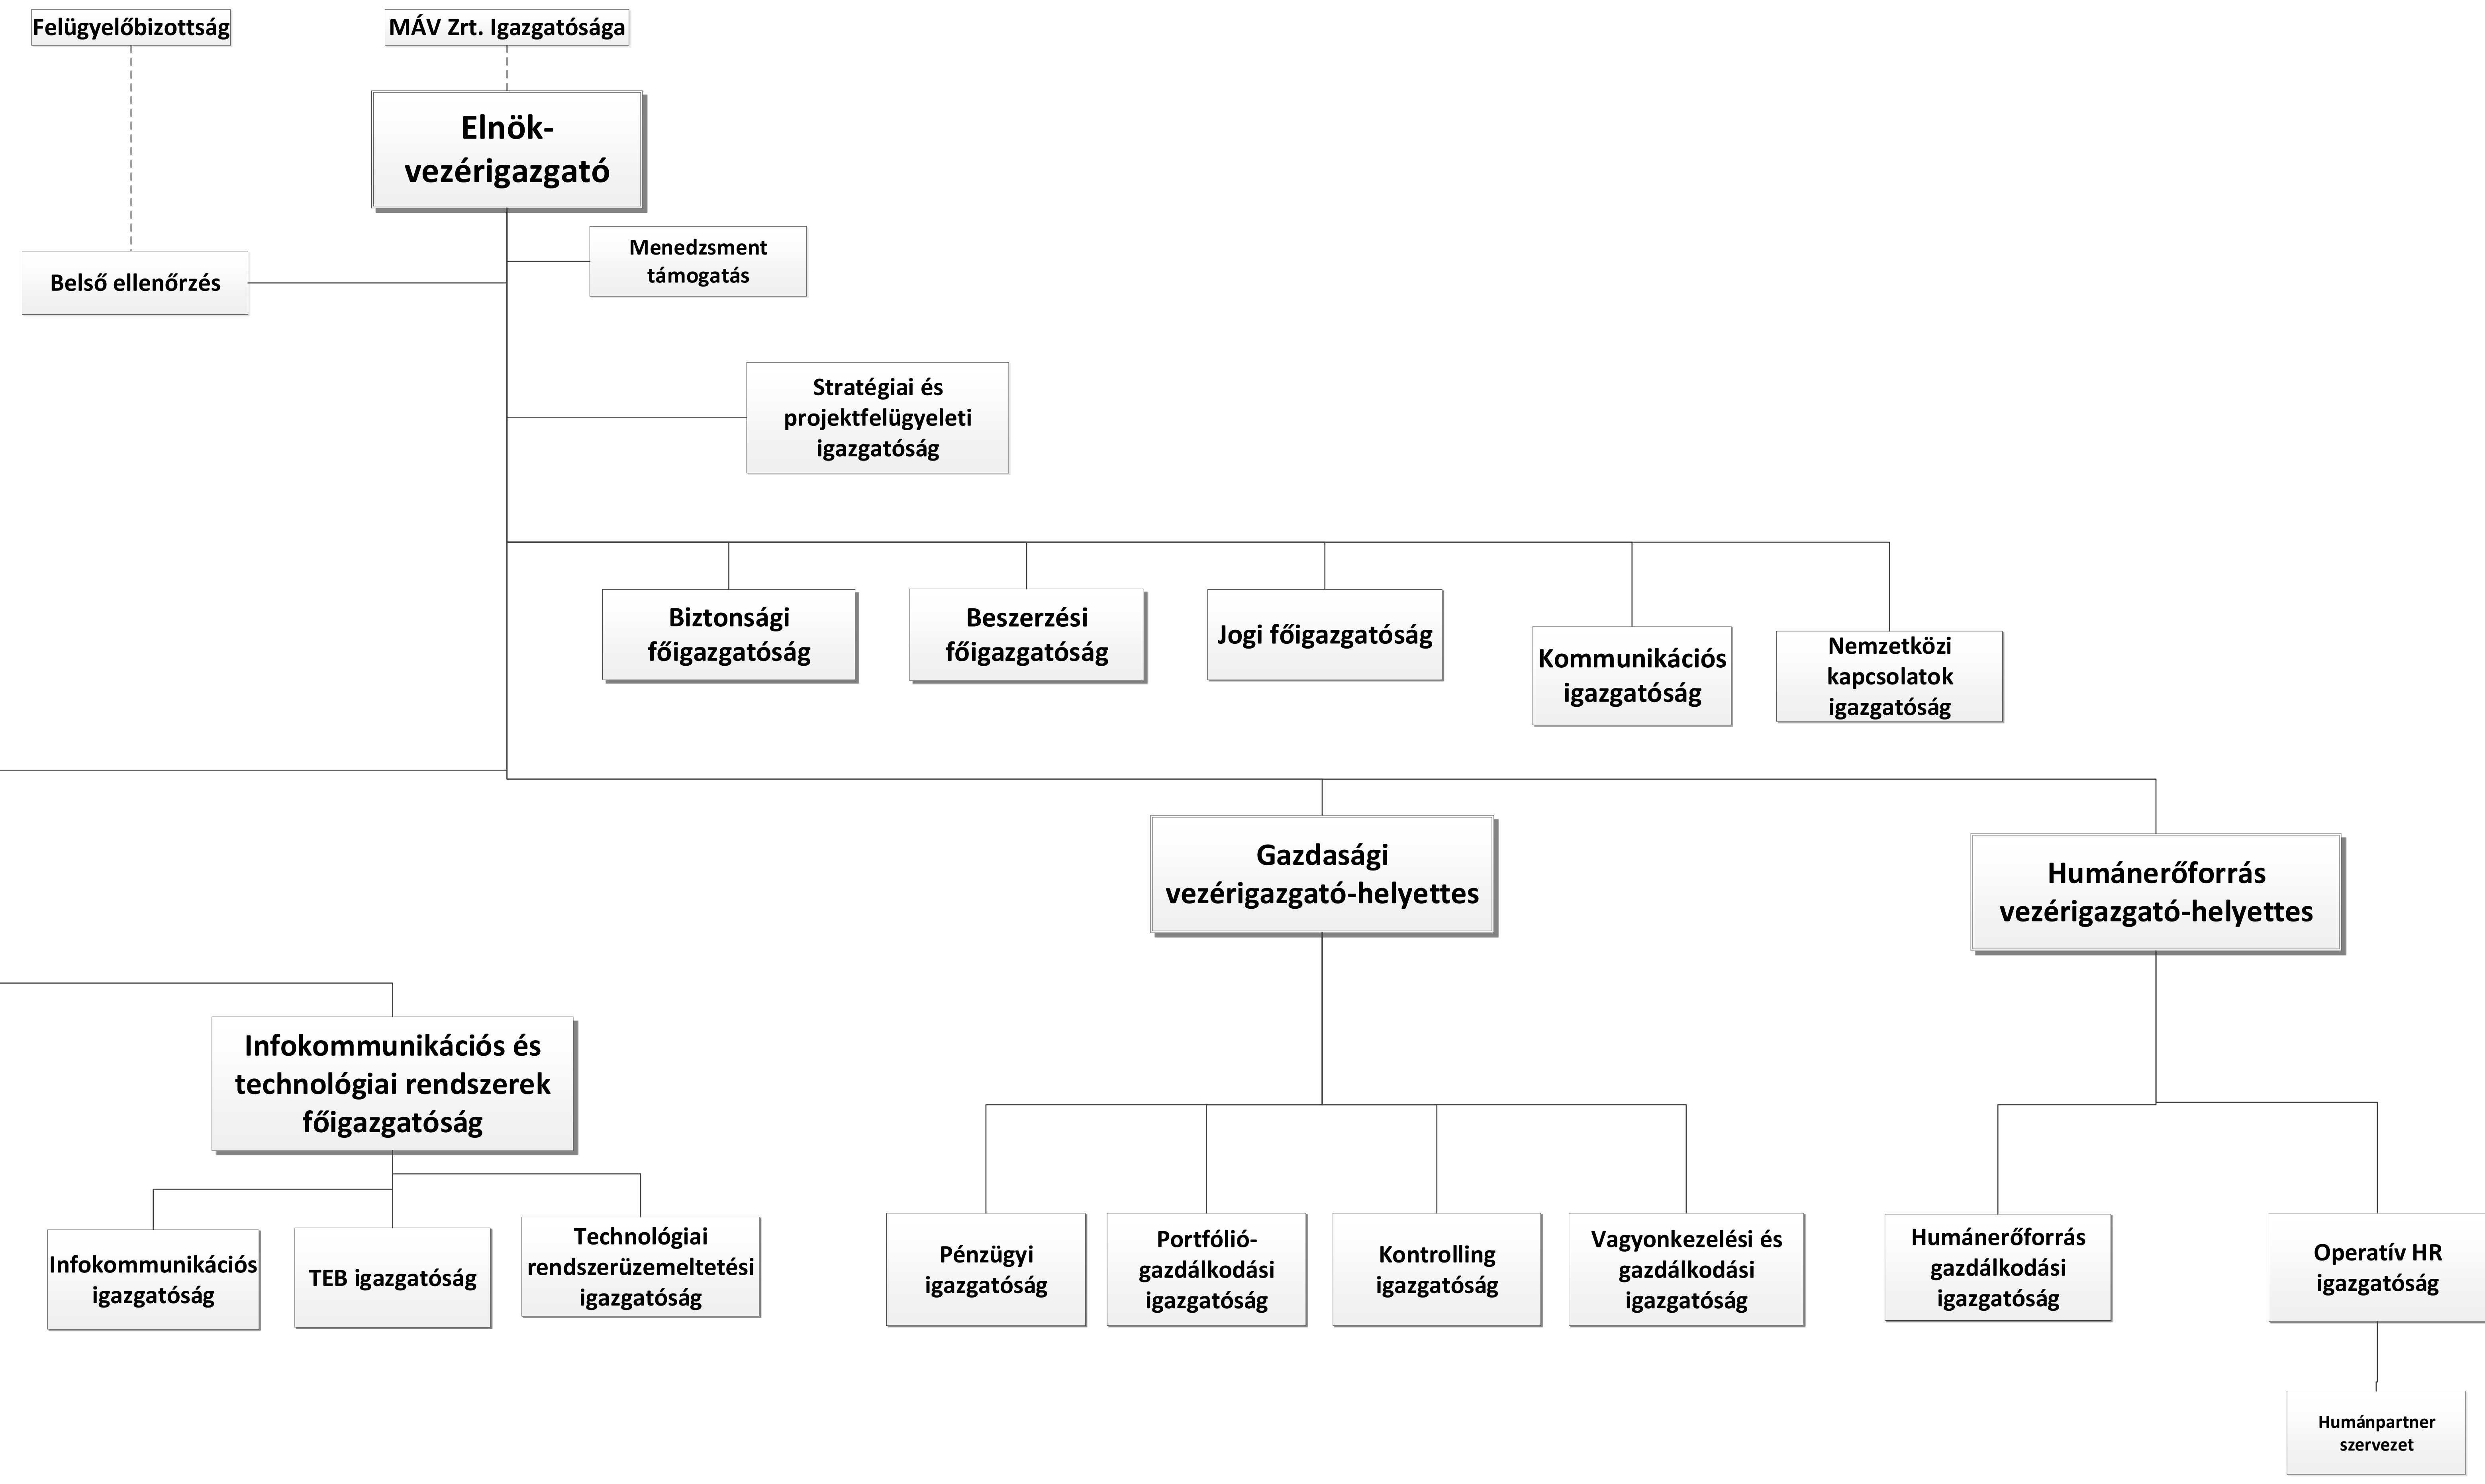 Felügyelőbizottság
MÁV Zrt. Igazgatósága
Elnök-
vezérigazgató
Menedzsment
támogatás
Belső ellenőrzés
Stratégiai és
projektfelügyeleti
igazgatóság
Biztonsági
főigazgatóság
Beszerzési
főigazgatóság
Jogi főigazgatóság
Kommunikációs
igazgatóság
Nemzetközi
kapcsolatok
igazgatóság
Gazdasági
vezérigazgató-helyettes
Humánerőforrás
vezérigazgató-helyettes
Infokommunikációs és
technológiai rendszerek
főigazgatóság
Infokommunikációs
igazgatóság
TEB igazgatóság
Technológiai
rendszerüzemeltetési
igazgatóság
Pénzügyi
igazgatóság
Portfólió-
gazdálkodási
igazgatóság
Kontrolling
igazgatóság
Vagyonkezelési és
gazdálkodási
igazgatóság
Humánerőforrás
gazdálkodási
igazgatóság
Operatív HR
igazgatóság
Humánpartner
szervezet